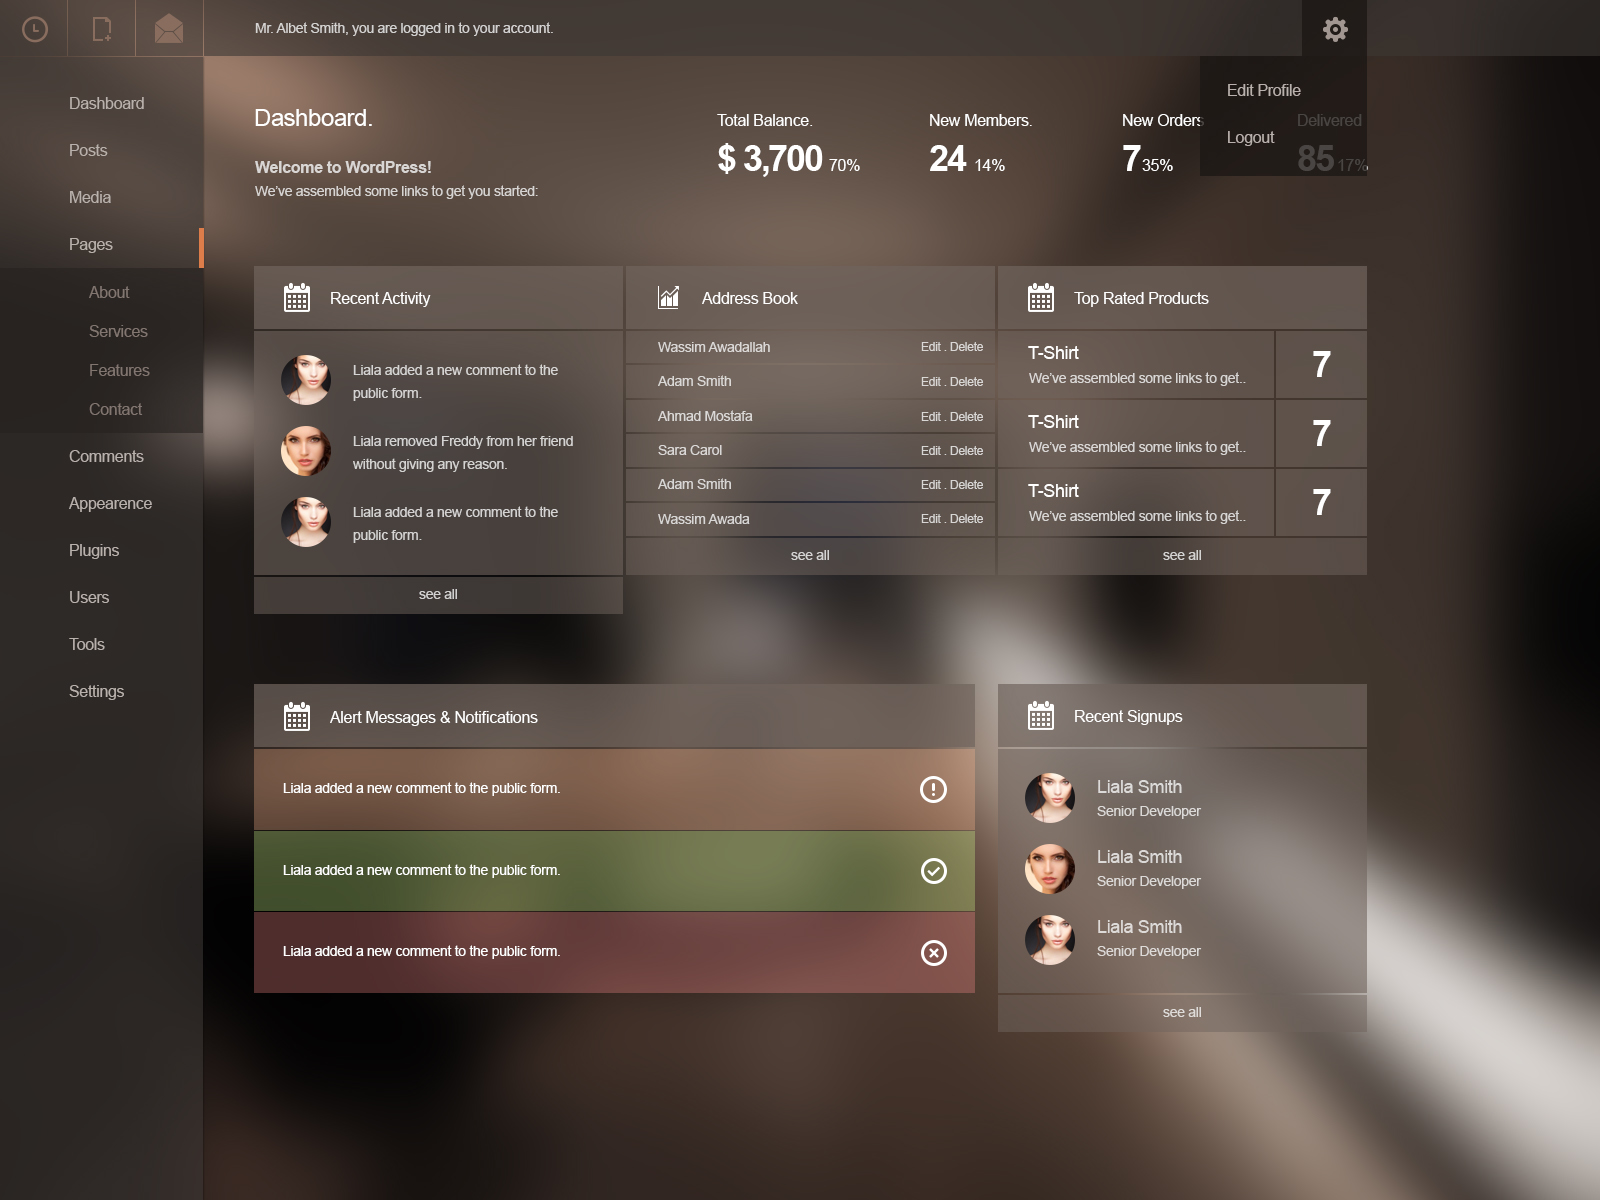 Mr. Albet Smith, you are logged in to your account.
Dashboard
Posts
Media
Pages
About
Services
Features
Contact
Comments
Appearence
Plugins
Users
Tools
Settings
Edit Profile
Logout
Dashboard.
Welcome to WordPress!
We've assembled some links to get you started:
Total Balance.
$ 3,700 70%
New Members.
24 14%
New Orders
7 35%
Delivered
85 17%
Recent Activity
Liala added a new comment to the
public form.
Liala removed Freddy from her friend
without giving any reason.
Liala added a new comment to the
public form.
see all
Address Book
Wassim Awadallah Edit . Delete
Adam Smith Edit . Delete
Ahmad Mostafa Edit . Delete
Sara Carol Edit . Delete
Adam Smith Edit . Delete
Wassim Awada Edit . Delete
see all
Top Rated Products
T-Shirt
We've assembled some links to get..
7
T-Shirt
We've assembled some links to get..
7
T-Shirt
We've assembled some links to get..
7
see all
Alert Messages & Notifications
Liala added a new comment to the public form.
Liala added a new comment to the public form.
Liala added a new comment to the public form.
Recent Signups
Liala Smith
Senior Developer
Liala Smith
Senior Developer
Liala Smith
Senior Developer
see all